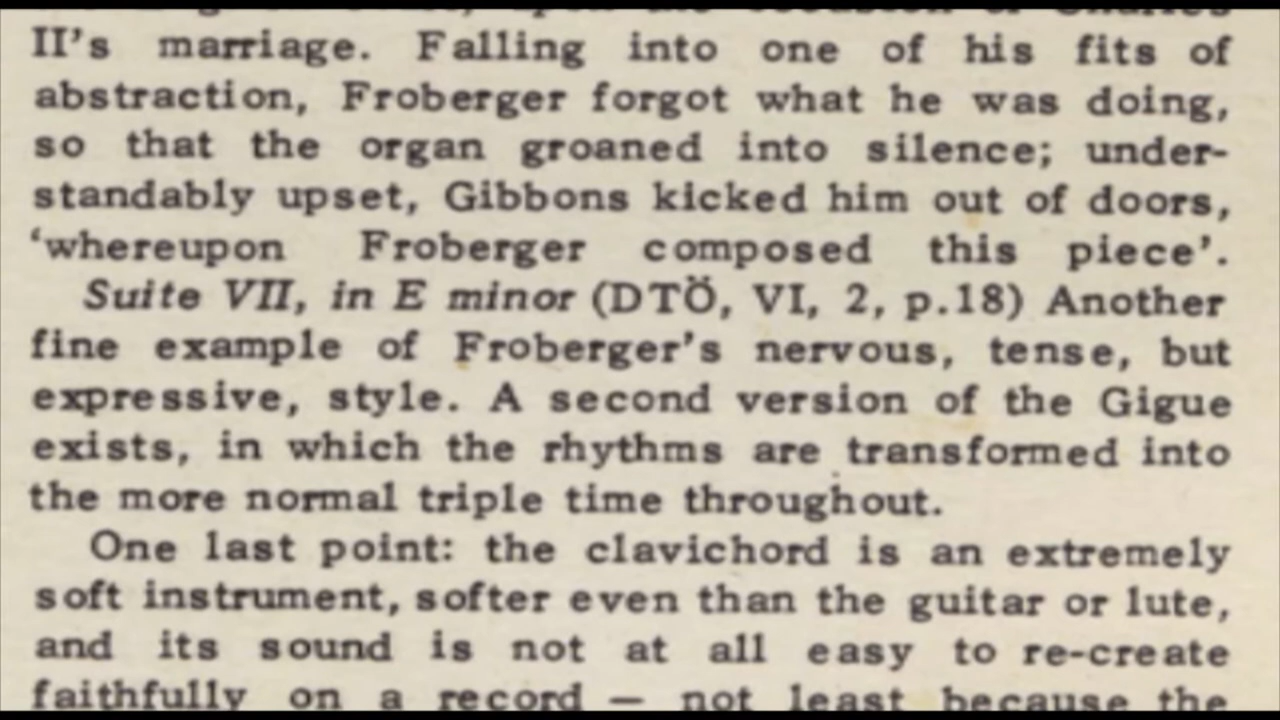 II's marriage. Falling into one of his fits of
abstraction, Froberger forgot what he was doing,
so that the organ groaned into silence; under-
standably upset, Gibbons kicked him out of doors,
‘whereupon Froberger composed this piece’.
Suite VII, in E minor (DTÖ, VI, 2, p.18) Another
fine example of Froberger's nervous, tense, but
expressive, style. A second version of the Gigue
exists, in which the rhythms are transformed into
the more normal triple time throughout.
One last point: the clavichord is an extremely
soft instrument, softer even than the guitar or lute,
and its sound is not at all easy to re-create
faithfully on a record — not least because the